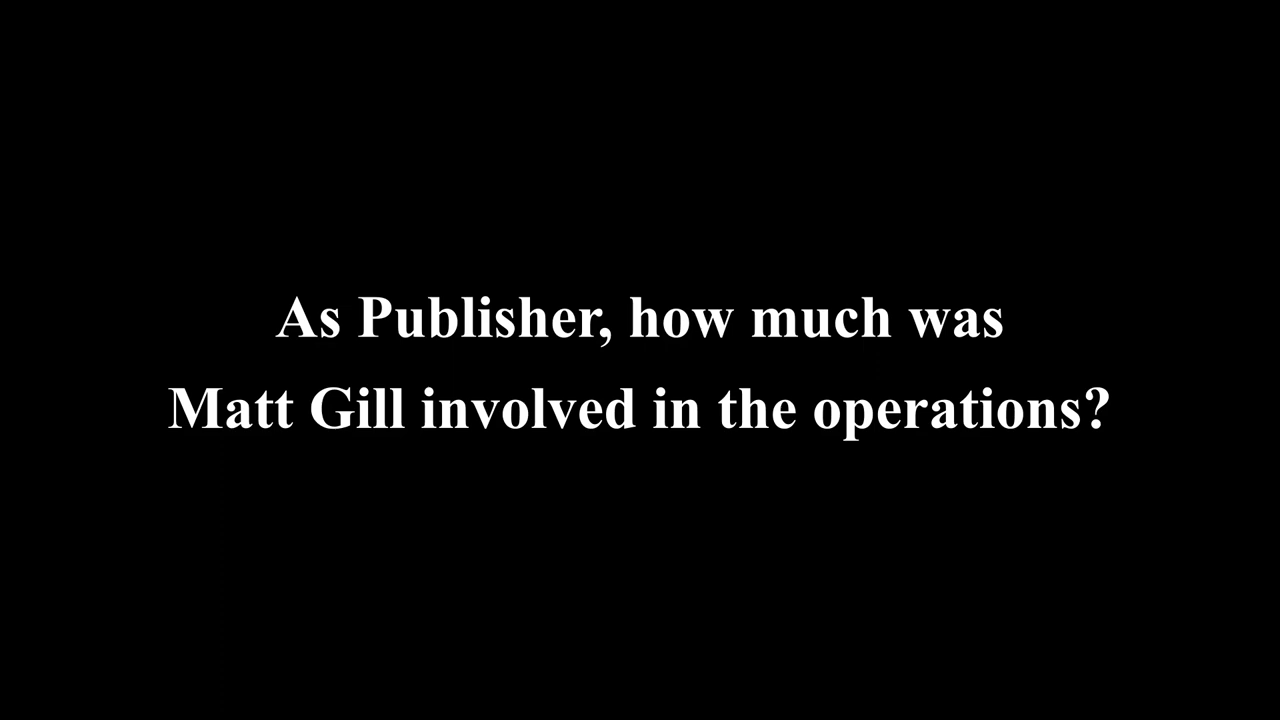 As Publisher, how much was
Matt Gill involved in the operations?